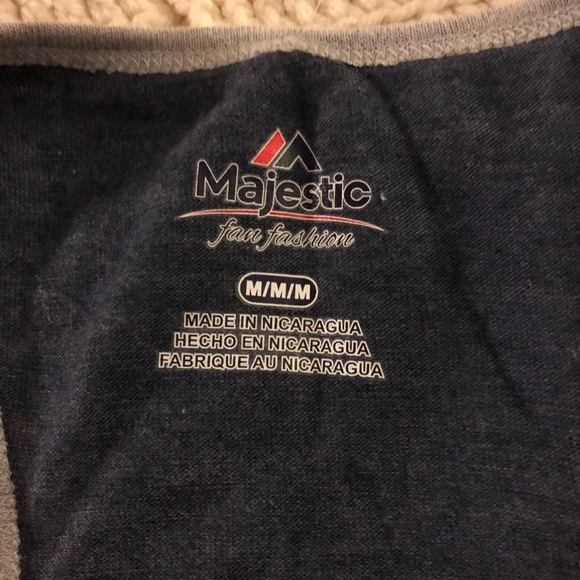 Majestic
fan fashion
M/M/M
MADE IN NICARAGUA
HECHO EN NICARAGUA
FABRIQUE AU NICARAGUA